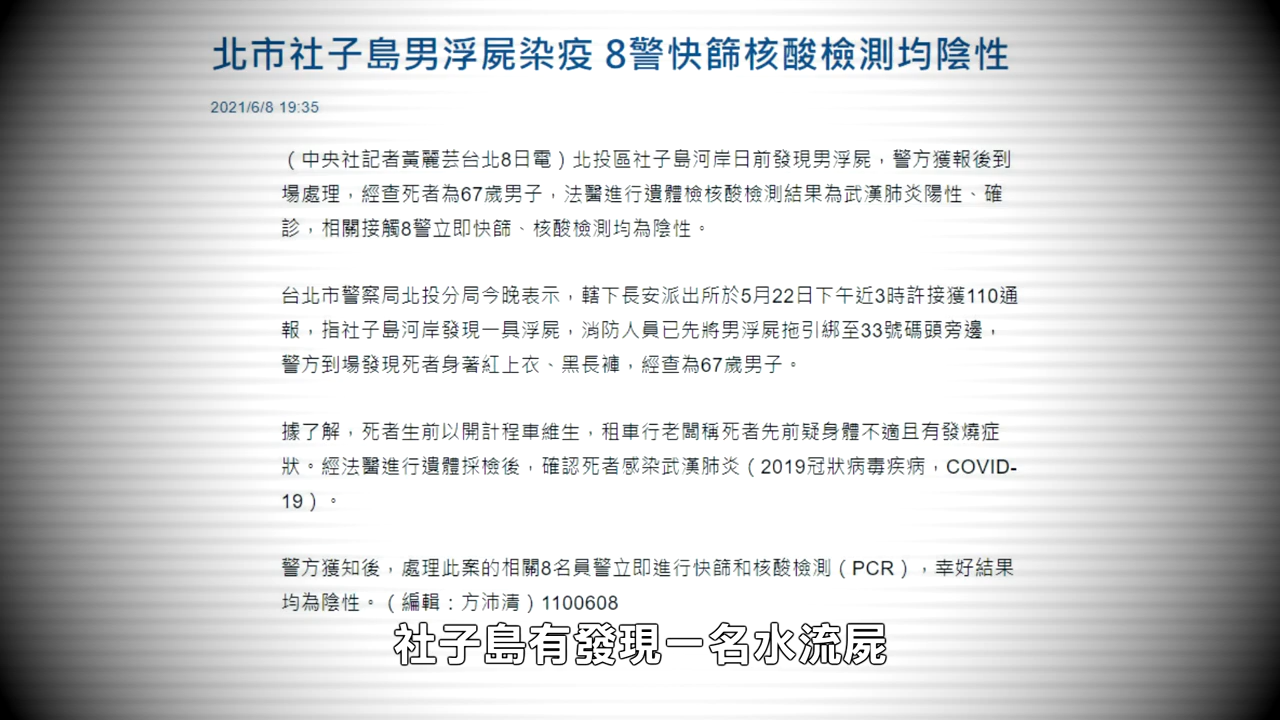 北市社子島男浮屍染疫 8警快篩核酸檢測均陰性
2021/6/8 19:35
（中央社記者黃麗芸台北8日電）北投區社子島河岸日前發現男浮屍，警方獲報後到
場處理，經查死者為67歲男子，法醫進行遺體檢核酸檢測結果為武漢肺炎陽性、確
診，相關接觸8警立即快篩、核酸檢測均為陰性。
台北市警察局北投分局今晚表示，轄下長安派出所於5月22日下午近3時許接獲110通
報，指社子島河岸發現一具浮屍，消防人員已先將男浮屍拖引綁至33號碼頭旁邊，
警方到場發現死者身著紅上衣、黑長褲，經查為67歲男子。
據了解，死者生前以開計程車維生，租車行老闆稱死者先前疑身體不適且有發燒症
狀。經法醫進行遺體採檢後，確認死者感染武漢肺炎（2019冠狀病毒疾病，COVID-
19）。
警方獲知後，處理此案的相關8名員警立即進行快篩和核酸檢測（PCR），幸好結果
均為陰性。（編輯：方沛清）1100608
社子島有發現一名水流屍